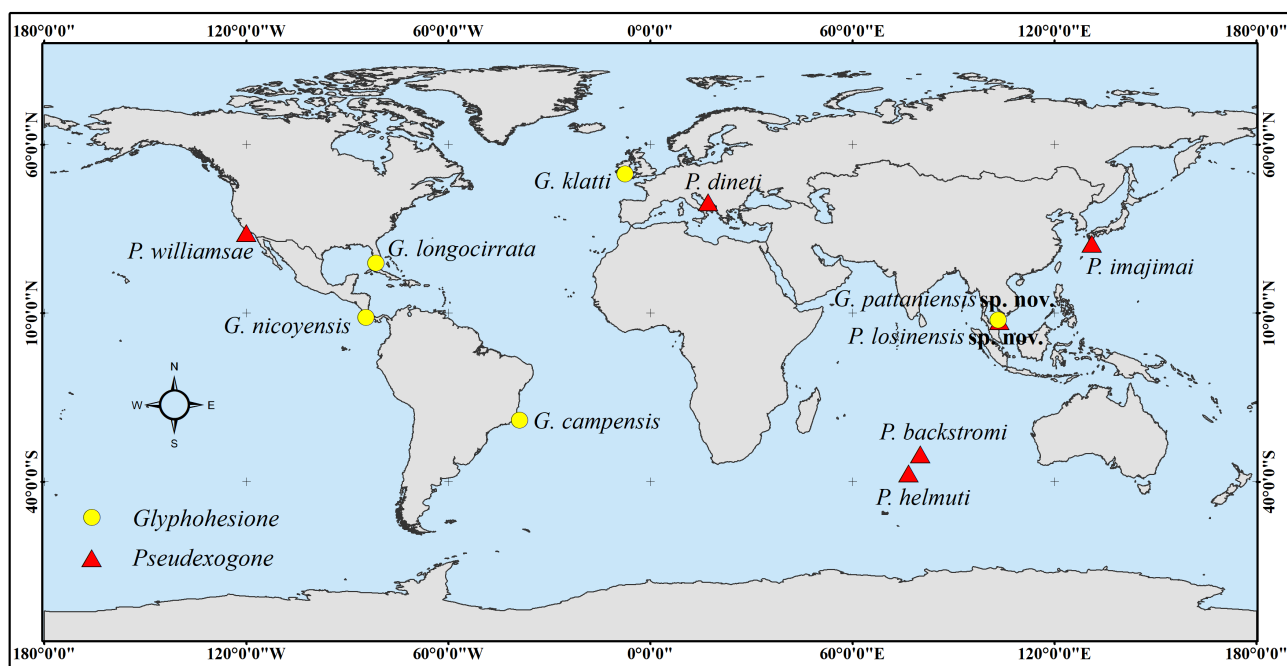 180°0'0" 120°0'0"W 60°0'0"W 0°0'0" 60°0'0"E 120°0'0"E 180°0'0"
60°0'0"N 60°0'0"N
G. klatti
P. dineti
P. williamsae
G. longocirrata
P. imajimai
G. pattaniensis sp. nov.
10°0'0"N 10°0'0"N
G. nicoyensis
P. losinensis sp. nov.
N
W E
S
G. campensis
P. backstromi
40°0'0"S 40°0'0"S
P. helmuti
Glyphohesione
Pseudexogone
180°0'0" 120°0'0"W 60°0'0"W 0°0'0" 60°0'0"E 120°0'0"E 180°0'0"